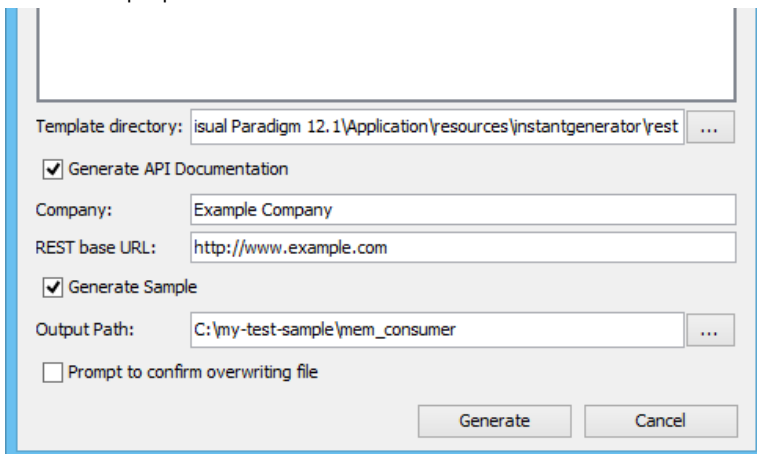 Template directory: isual Paradigm 12.1\Application\resources\instantgenerator\rest ...
Generate API Documentation
Company: Example Company
REST base URL: http://www.example.com
Generate Sample
Output Path: C:\my-test-sample\mem_consumer ...
Prompt to confirm overwriting file
Generate Cancel